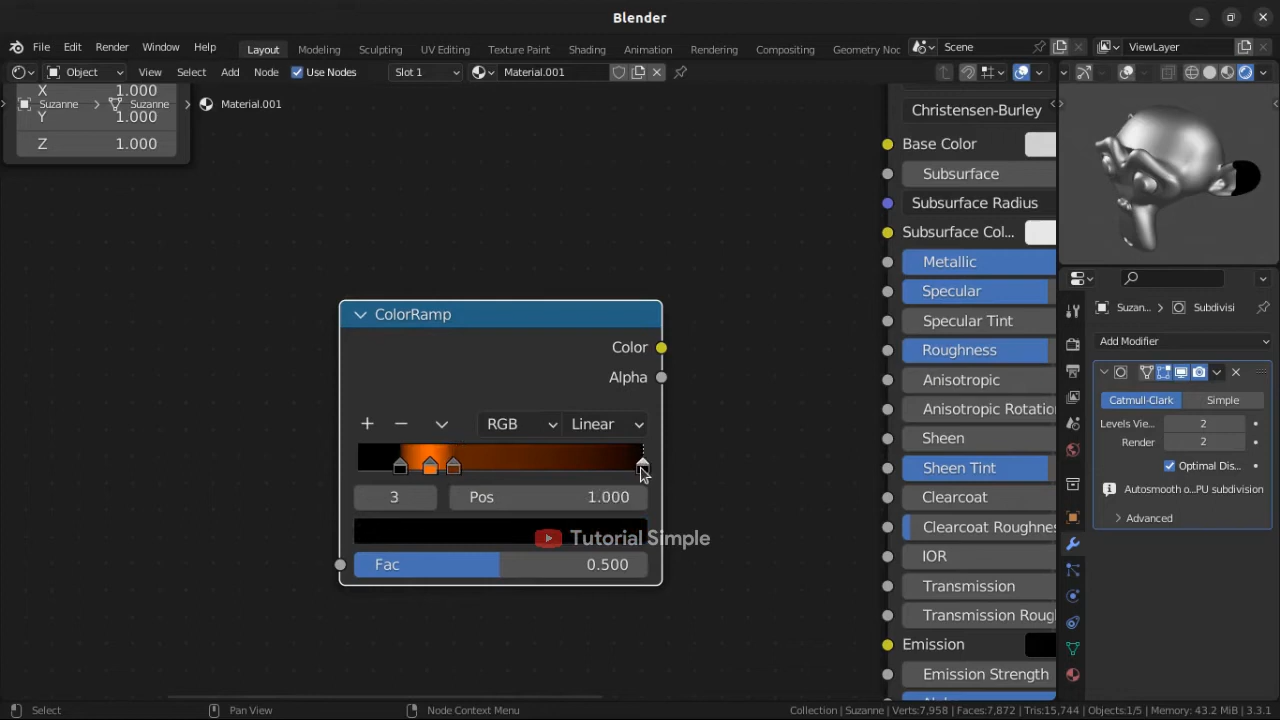 Blender
File Edit Render Window Help Layout Modeling Sculpting UV Editing Texture Paint Shading Animation Rendering Compositing Geometry Noc Scene ViewLayer
Object View Select Add Node Use Nodes Slot 1 Material.001
X 1.000
Suzanne Suzanne Material.001
Y 1.000
Z 1.000
Christensen-Burley
Base Color
Subsurface
Subsurface Radius
Subsurface Col...
Metallic
Specular
Specular Tint
Roughness
Anisotropic
Anisotropic Rotatio
Sheen
Sheen Tint
Clearcoat
Clearcoat Roughnes
IOR
Transmission
Transmission Roug
Emission
Emission Strength
ColorRamp
Color
Alpha
RGB Linear
3 Pos 1.000
Tutorial Simple
Fac 0.500
Suzan... Subdivisi
Add Modifier
Catmull-Clark Simple
Levels Vie... 2
Render 2
Optimal Dis...
Autosmooth o...PU subdivision
Advanced
Select Pan View Node Context Menu Collection | Suzanne | Verts:7,958 | Faces:7,872 | Tris:15,744 | Objects:1/5 | Memory: 43.2 MiB | 3.3.1